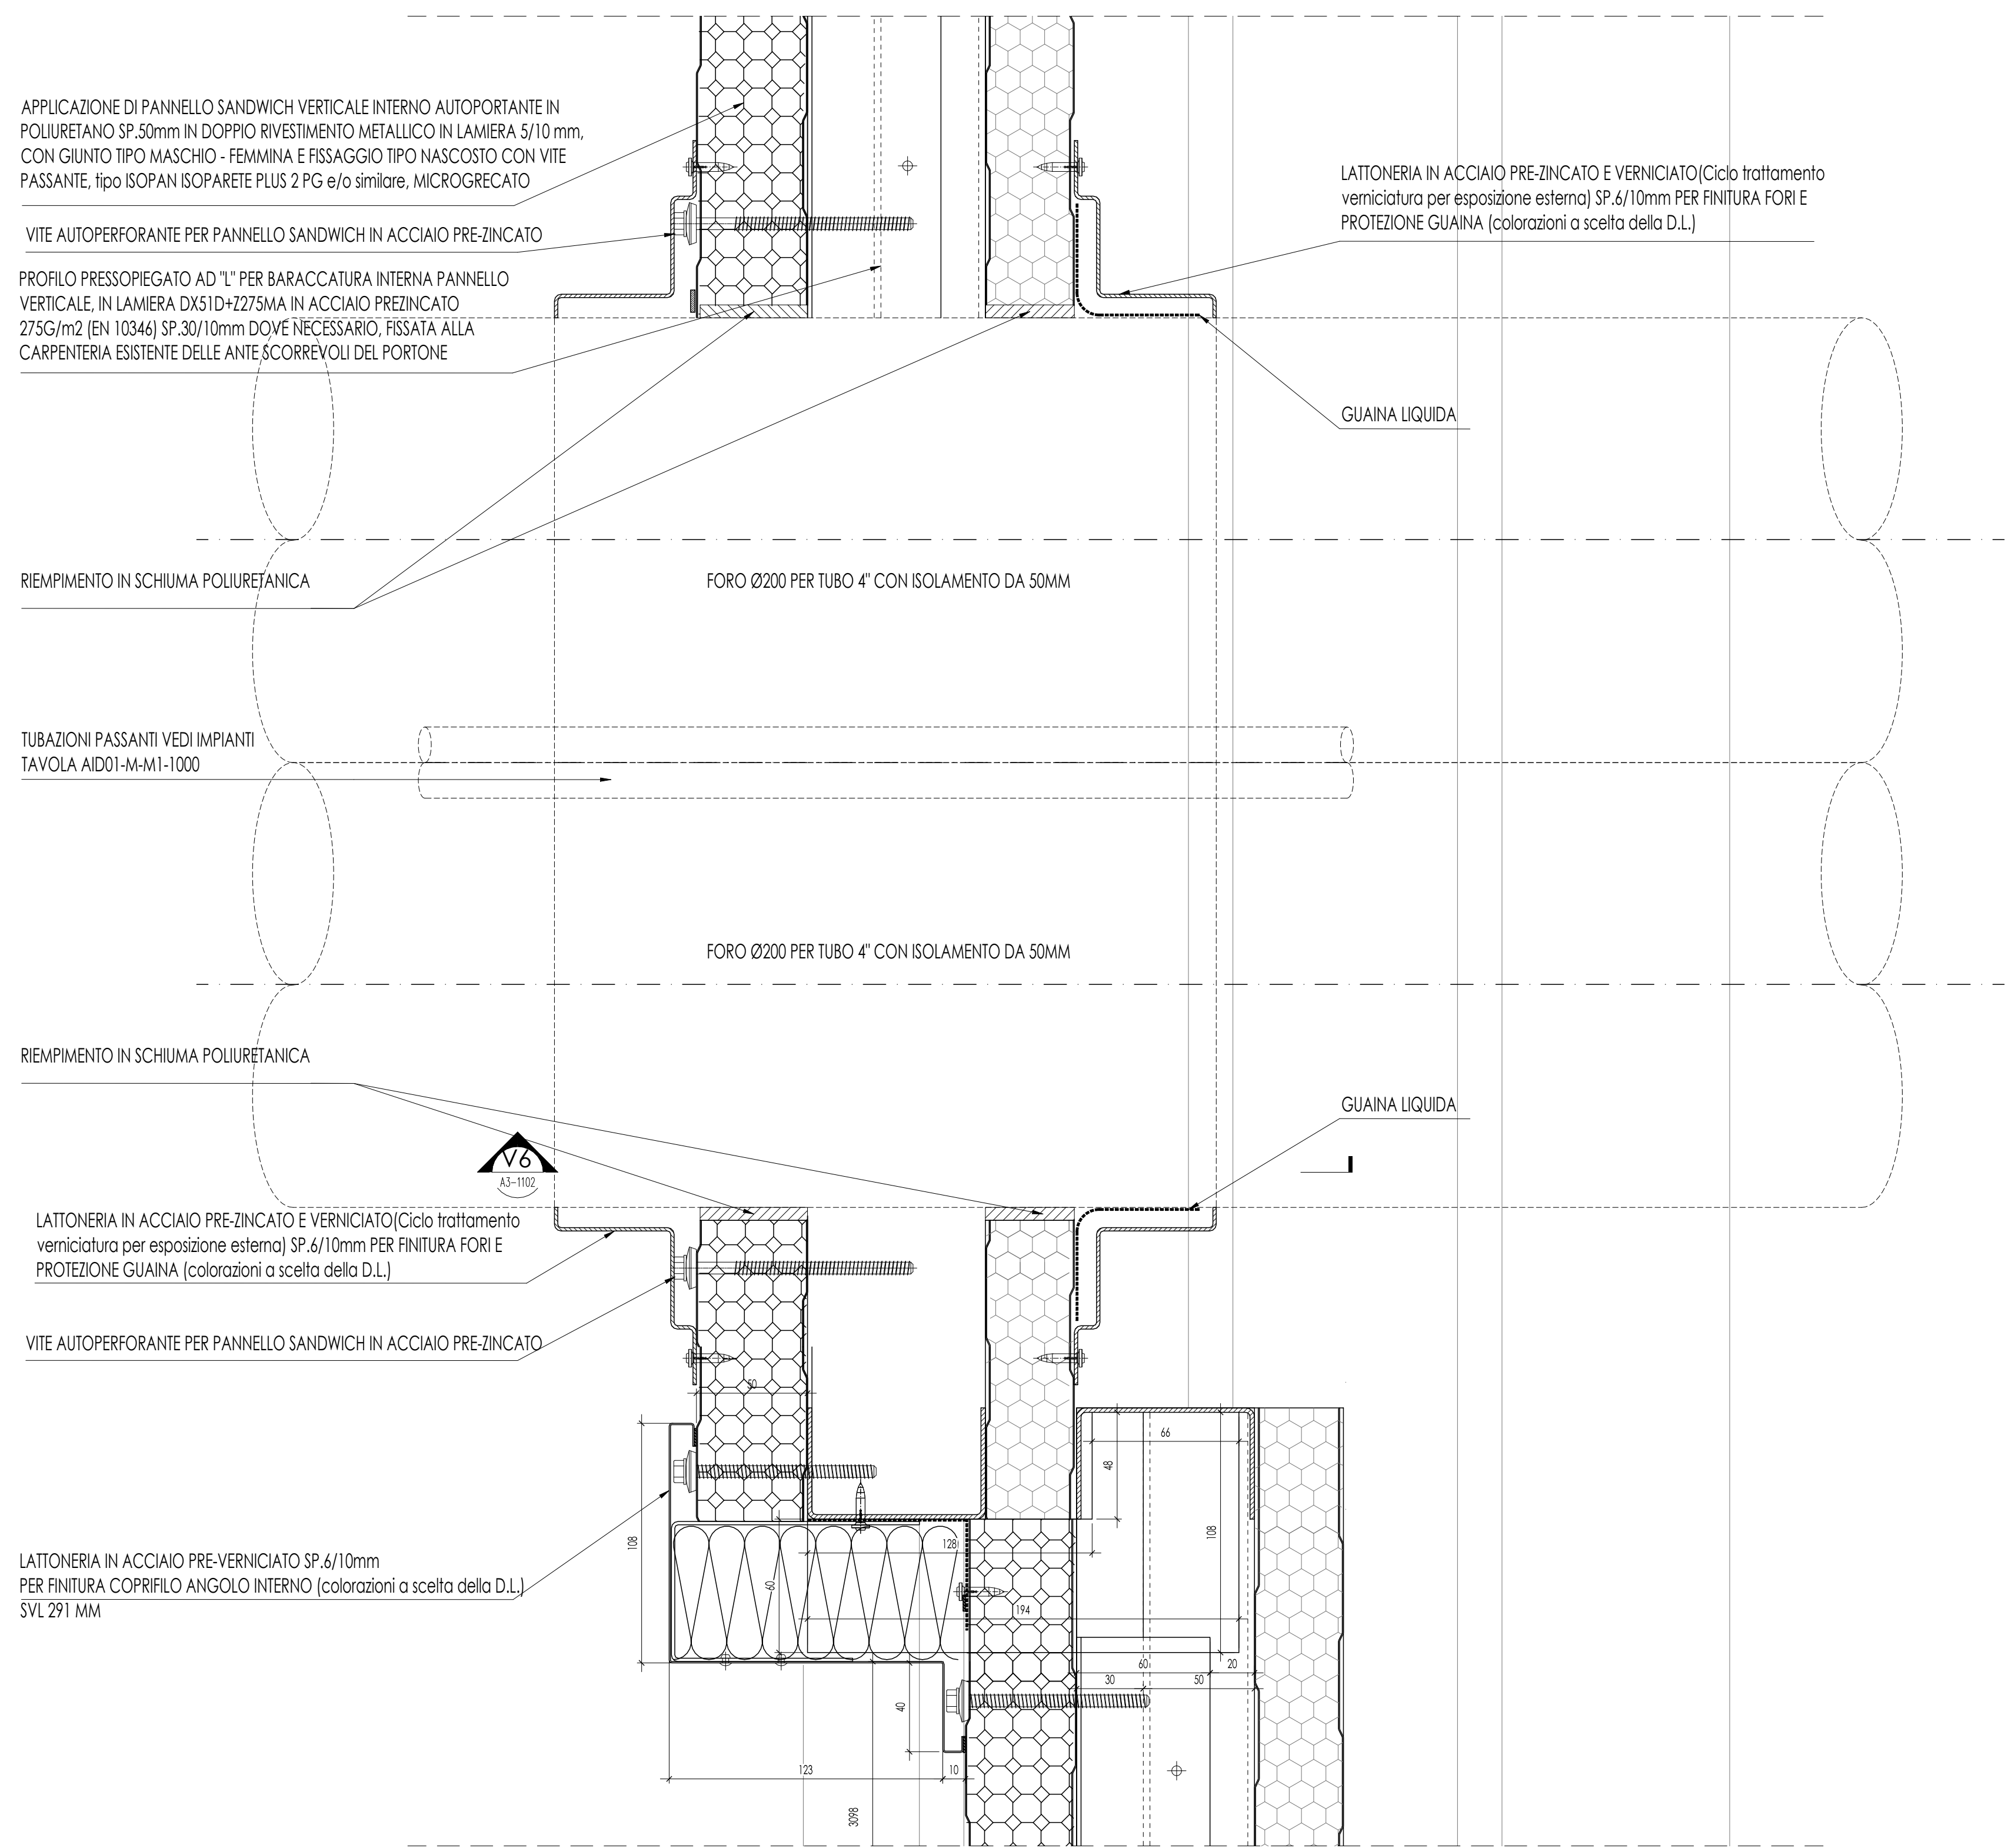 APPLICAZIONE DI PANNELLO SANDWICH VERTICALE INTERNO AUTOPORTANTE IN
POLIURETANO SP.50mm IN DOPPIO RIVESTIMENTO METALLICO IN LAMIERA 5/10 mm,
CON GIUNTO TIPO MASCHIO - FEMMINA E FISSAGGIO TIPO NASCOSTO CON VITE
PASSANTE, tipo ISOPAN ISOPARETE PLUS 2 PG e/o similare, MICROGRECATO
VITE AUTOPERFORANTE PER PANNELLO SANDWICH IN ACCIAIO PRE-ZINCATO
PROFILO PRESSOPIEGATO AD "L" PER BARACCATURA INTERNA PANNELLO
VERTICALE, IN LAMIERA DX51D+Z275MA IN ACCIAIO PREZINCATO
275G/m2 (EN 10346) SP.30/10mm DOVE NECESSARIO, FISSATA ALLA
CARPENTERIA ESISTENTE DELLE ANTE SCORREVOLI DEL PORTONE
LATTONERIA IN ACCIAIO PRE-ZINCATO E VERNICIATO(Ciclo trattamento
verniciatura per esposizione esterna) SP.6/10mm PER FINITURA FORI E
PROTEZIONE GUAINA (colorazioni a scelta della D.L.)
GUAINA LIQUIDA
RIEMPIMENTO IN SCHIUMA POLIURETANICA
FORO Ø200 PER TUBO 4" CON ISOLAMENTO DA 50MM
TUBAZIONI PASSANTI VEDI IMPIANTI
TAVOLA AID01-M-M1-1000
FORO Ø200 PER TUBO 4" CON ISOLAMENTO DA 50MM
RIEMPIMENTO IN SCHIUMA POLIURETANICA
GUAINA LIQUIDA
V6
A3-1102
LATTONERIA IN ACCIAIO PRE-ZINCATO E VERNICIATO(Ciclo trattamento
verniciatura per esposizione esterna) SP.6/10mm PER FINITURA FORI E
PROTEZIONE GUAINA (colorazioni a scelta della D.L.)
VITE AUTOPERFORANTE PER PANNELLO SANDWICH IN ACCIAIO PRE-ZINCATO
50
66
48
108
108
128
60
194
LATTONERIA IN ACCIAIO PRE-VERNICIATO SP.6/10mm
PER FINITURA COPRIFILO ANGOLO INTERNO (colorazioni a scelta della D.L.)
SVL 291 MM
60
20
30
50
40
123
10
3098